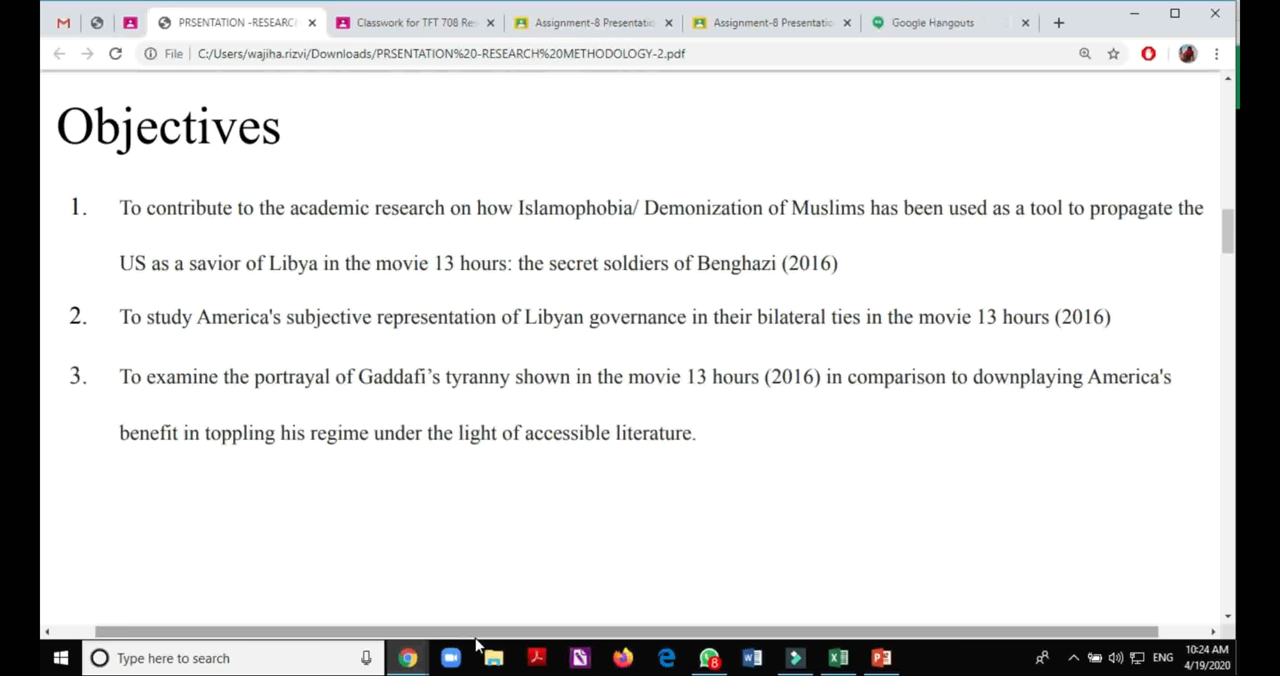 PRSENTATION -RESEARC
Classwork for TFT 708 Re
Assignment-8 Presentatio
Assignment-8 Presentatio
Google Hangouts
File
C:/Users/wajiha.rizvi/Downloads/PRSENTATION%20-RESEARCH%20METHODOLOGY-2.pdf
Objectives
1. To contribute to the academic research on how Islamophobia/ Demonization of Muslims has been used as a tool to propagate the
US as a savior of Libya in the movie 13 hours: the secret soldiers of Benghazi (2016)
2. To study America's subjective representation of Libyan governance in their bilateral ties in the movie 13 hours (2016)
3. To examine the portrayal of Gaddafi’s tyranny shown in the movie 13 hours (2016) in comparison to downplaying America's
benefit in toppling his regime under the light of accessible literature.
Type here to search
8
ENG
10:24 AM
4/19/2020